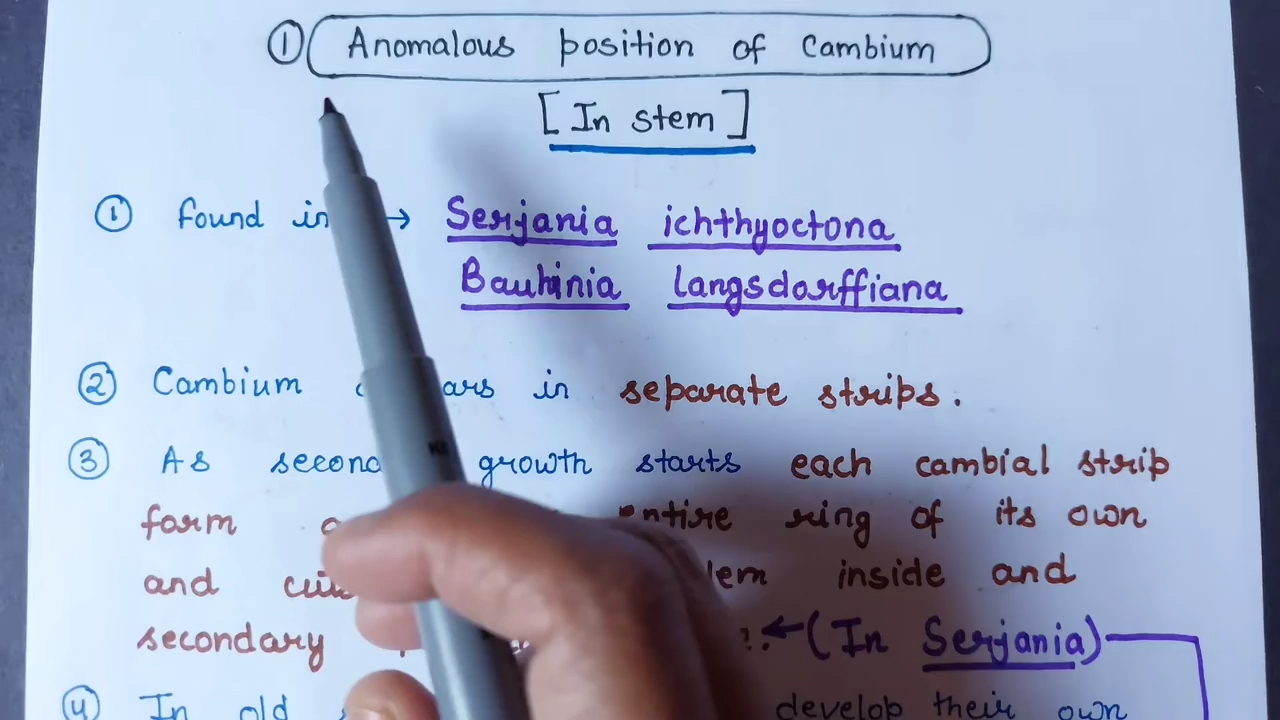 ① Anomalous position of Cambium
[In stem]
① found in → Serjania ichthyoctona
Bauhinia langsdorffiana
② Cambium in separate strips.
③ As growth starts each cambial strip
form entire ring of its own
and inside and
secondary ← (In Serjania)
④ In old develop their own